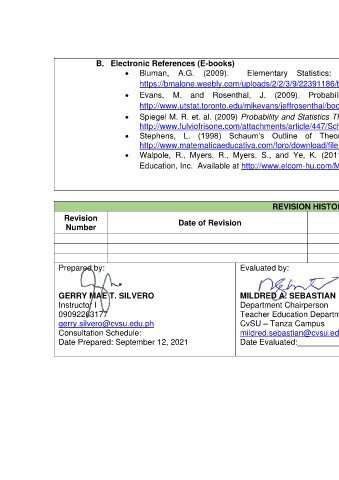 B. Electronic References (E-books)
• Bluman, A.G. (2009). Elementary Statistics:
https://bmalone.weebly.com/uploads/2/2/3/9/22391186/b
• Evans, M. and Rosenthal, J. (2009). Probabil
http://www.utstat.toronto.edu/mikevans/jeffrosenthal/boo
• Spiegel M. R. et. al. (2009) Probability and Statistics Th
http://www.fulviofrisone.com/attachments/article/447/Sch
• Stephens, L. (1998) Schaum's Outline of Theor
http://www.matematicaeducativa.com/foro/download/file
• Walpole, R., Myers, R., Myers, S., and Ye, K. (201
Education, Inc. Available at http://www.elcom-hu.com/M
REVISION HISTOR
Revision Number
Date of Revision
Prepared by:
GERRY MAE T. SILVERO
Instructor I
09092263177
gerry.silvero@cvsu.edu.ph
Consultation Schedule:
Date Prepared: September 12, 2021
Evaluated by:
MILDRED A. SEBASTIAN
Department Chairperson
Teacher Education Departm
CvSU – Tanza Campus
mildred.sebastian@cvsu.ed
Date Evaluated: